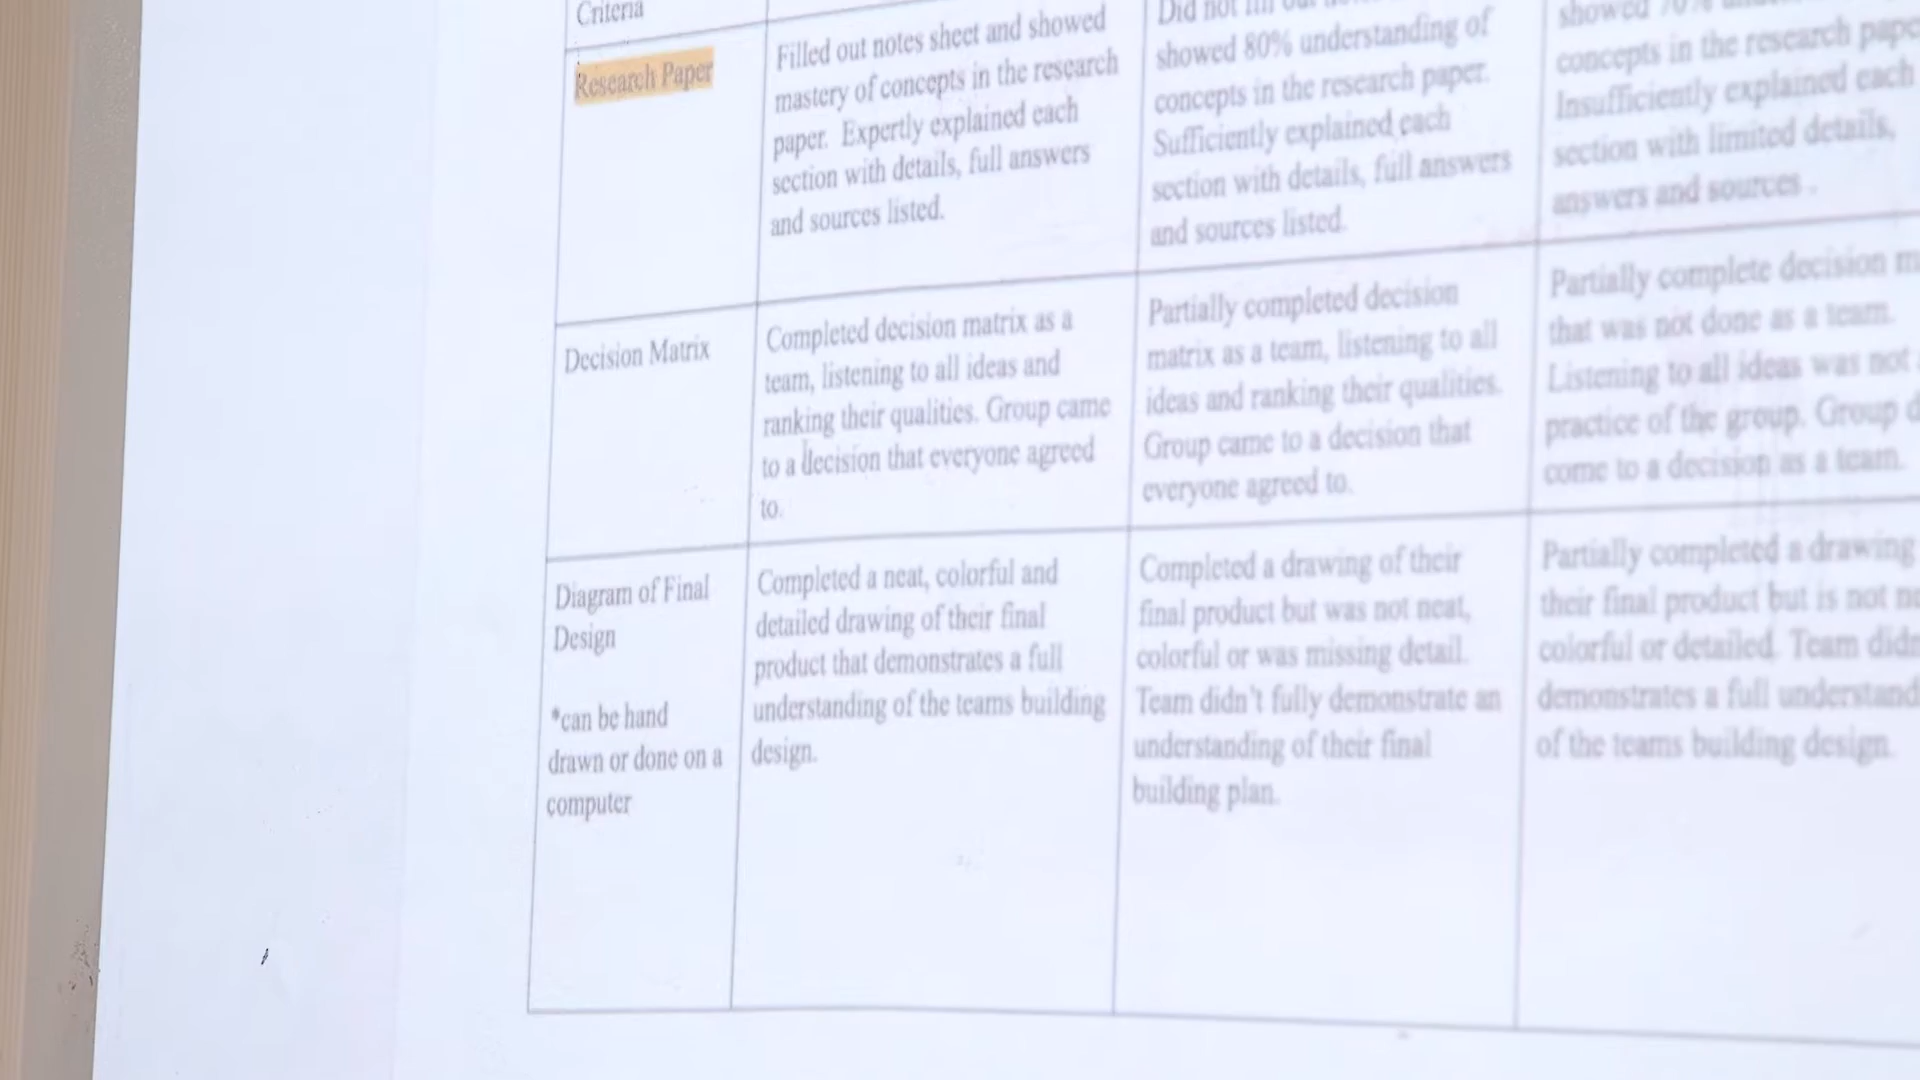 Criteria
Research Paper
Filled out notes sheet and showed
mastery of concepts in the research
paper. Expertly explained each
section with details, full answers
and sources listed.
Did not
showed 80% understanding of
concepts in the research paper.
Sufficiently explained each
section with details, full answers
and sources listed.
showed 70%
concepts in the research
Insufficiently explained each
section with limited details,
answers and sources .
Decision Matrix
Completed decision matrix as a
team, listening to all ideas and
ranking their qualities. Group came
to a decision that everyone agreed
to.
Partially completed decision
matrix as a team, listening to all
ideas and ranking their qualities.
Group came to a decision that
everyone agreed to.
Partially complete decision
that was not done as a team.
Listening to all ideas was not
practice of the group. Group
come to a decision as a team.
Diagram of Final
Design
*can be hand
drawn or done on a
computer
Completed a neat, colorful and
detailed drawing of their final
product that demonstrates a full
understanding of the teams building
design.
Completed a drawing of their
final product but was not neat,
colorful or was missing detail.
Team didn't fully demonstrate an
understanding of their final
building plan.
Partially completed a drawing
their final product but is not
colorful or detailed. Team
demonstrates a full
of the teams building design.